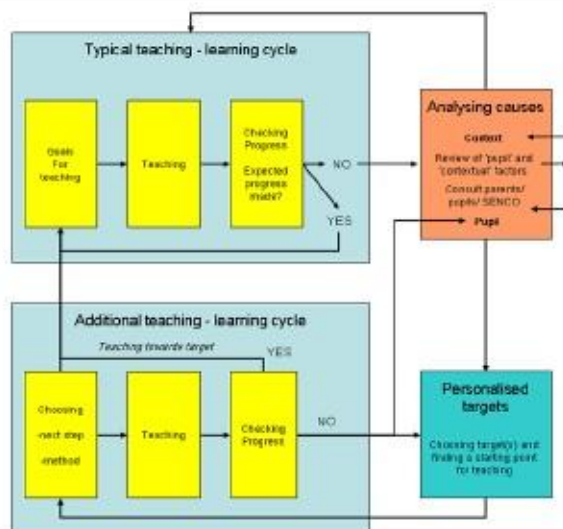 Typical teaching - learning cycle
Goals
For
teaching
Teaching
Checking
Progress
Expected
progress
made?
NO
YES
Analysing causes
Context
Review of 'pupil' and
'contextual' factors
Consult parents/
pupils/ SENCO
Pupil
Additional teaching - learning cycle
Teaching towards target
YES
Choosing
-next step
-method
Teaching
Checking
Progress
NO
Personalised
targets
Choosing target(s) and
finding a starting point
for teaching